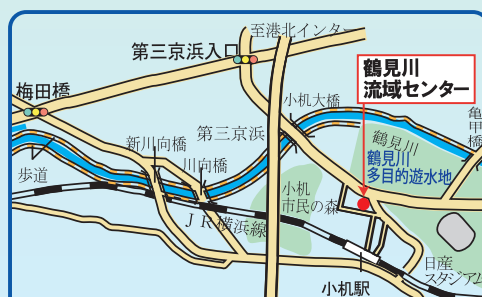 至港北インター
第三京浜入口
鶴見川
流域センター
梅田橋
小机大橋
亀甲橋
第三京浜
新川向橋
鶴見川
鶴見川
多目的遊水地
川向橋
歩道
小机
市民の森
JR横浜線
日産
スタジアム
小机駅